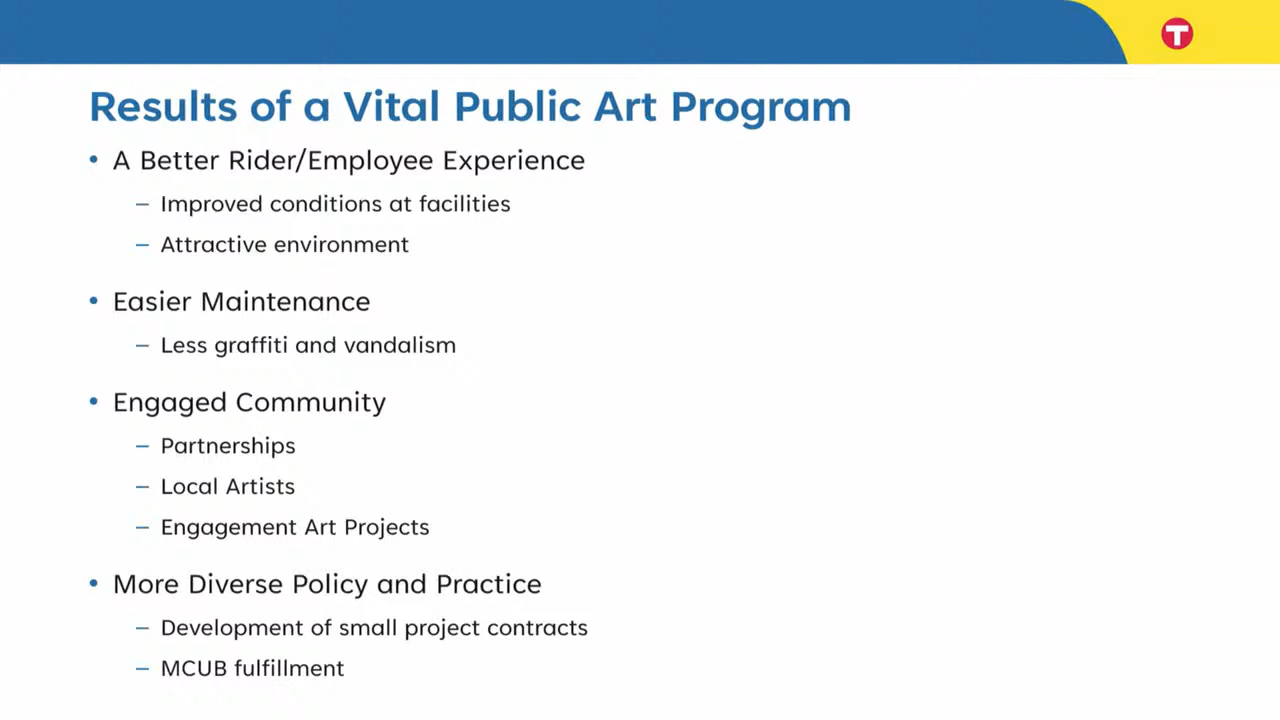 T
Results of a Vital Public Art Program
• A Better Rider/Employee Experience
– Improved conditions at facilities
– Attractive environment
• Easier Maintenance
– Less graffiti and vandalism
• Engaged Community
– Partnerships
– Local Artists
– Engagement Art Projects
• More Diverse Policy and Practice
– Development of small project contracts
– MCUB fulfillment